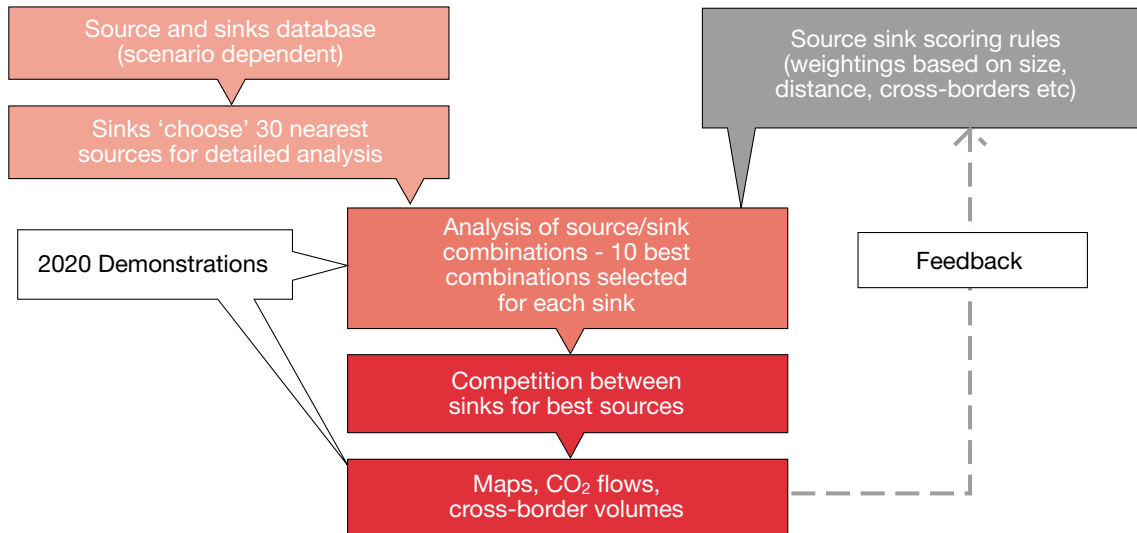 Source and sinks database
(scenario dependent)
Source sink scoring rules
(weightings based on size,
distance, cross-borders etc)
Sinks ‘choose’ 30 nearest
sources for detailed analysis
Analysis of source/sink
combinations - 10 best
combinations selected
for each sink
2020 Demonstrations
Feedback
Competition between
sinks for best sources
Maps, CO₂ flows,
cross-border volumes